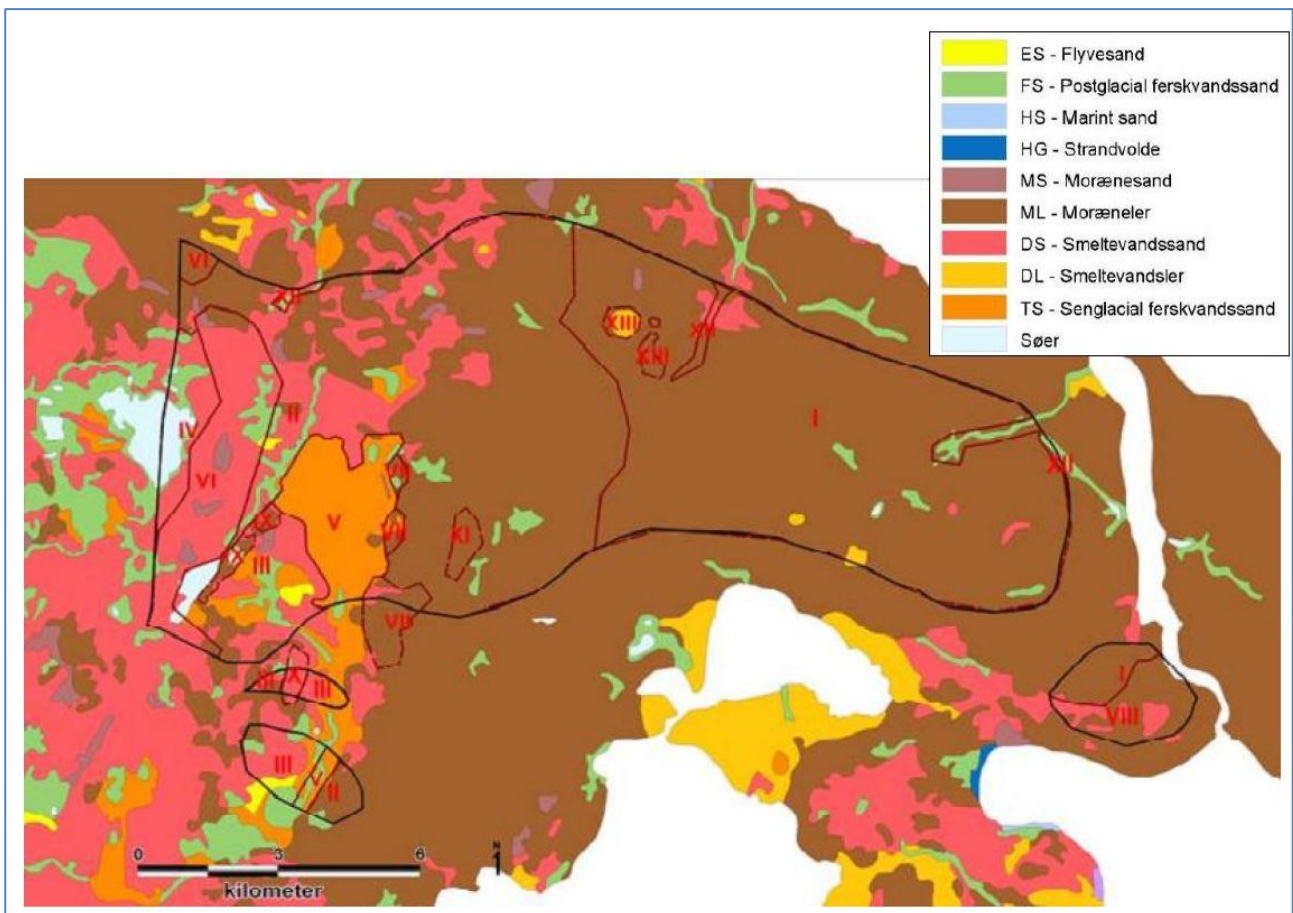 ES - Flyvesand
FS - Postglacial ferskvandssand
HS - Marint sand
HG - Strandvolde
MS - Morænesand
ML - Moræneler
DS - Smeltevandssand
DL - Smeltevandsler
TS - Senglacial ferskvandssand
Søer
VI
XIII
XII
XIII
II
I
IV
VI
VII
XII
IX
V
VII
XI
X
III
VII
III
X
III
I
VIII
III
V
II
0 3 6
kilometer
N